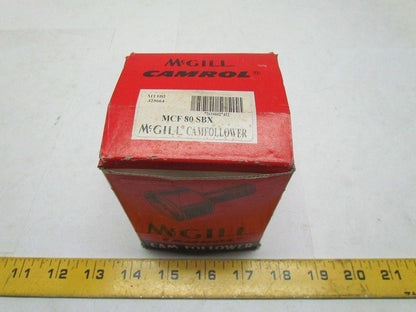 McGILL
CAMROL®
MCF 80 SBX
McGILL® CAMFOLLOWER
McGILL
CAM FOLLOWER
10 11 12 13 14 15 16 17 18 19 20 21